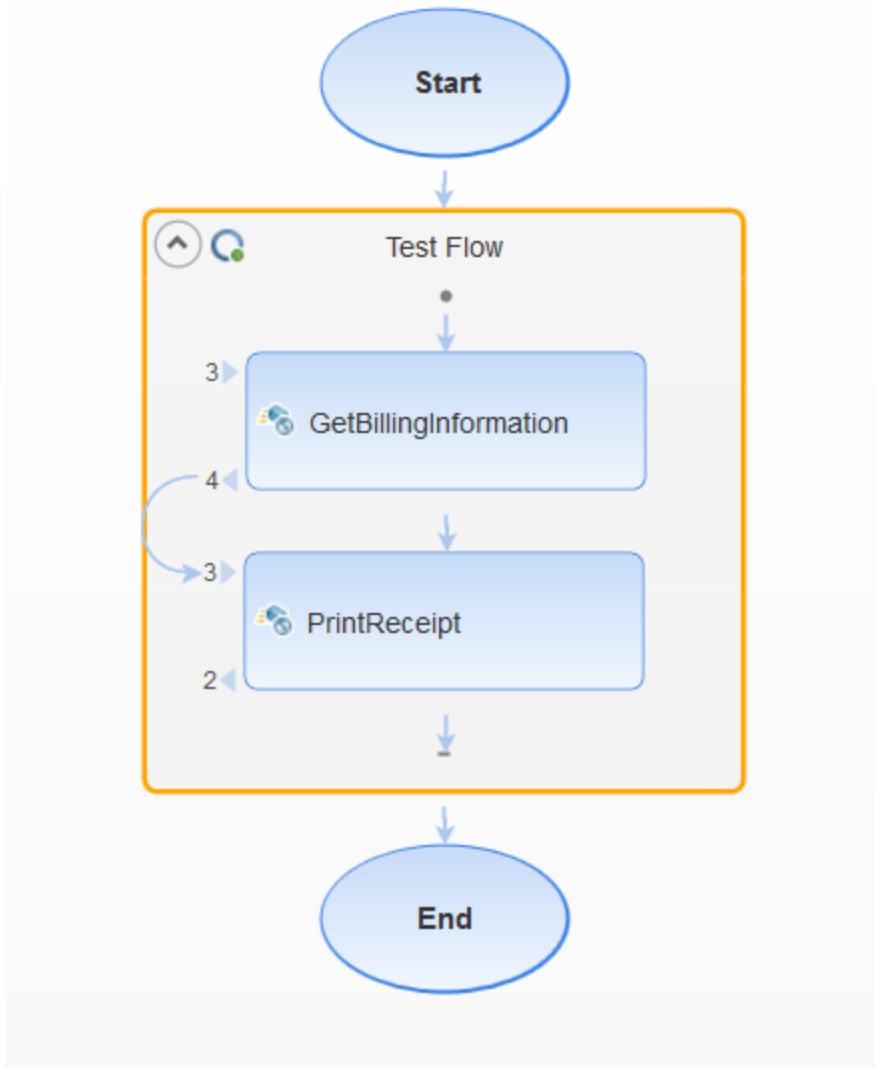 Start
Test Flow
3
GetBillingInformation
4
3
PrintReceipt
2
End